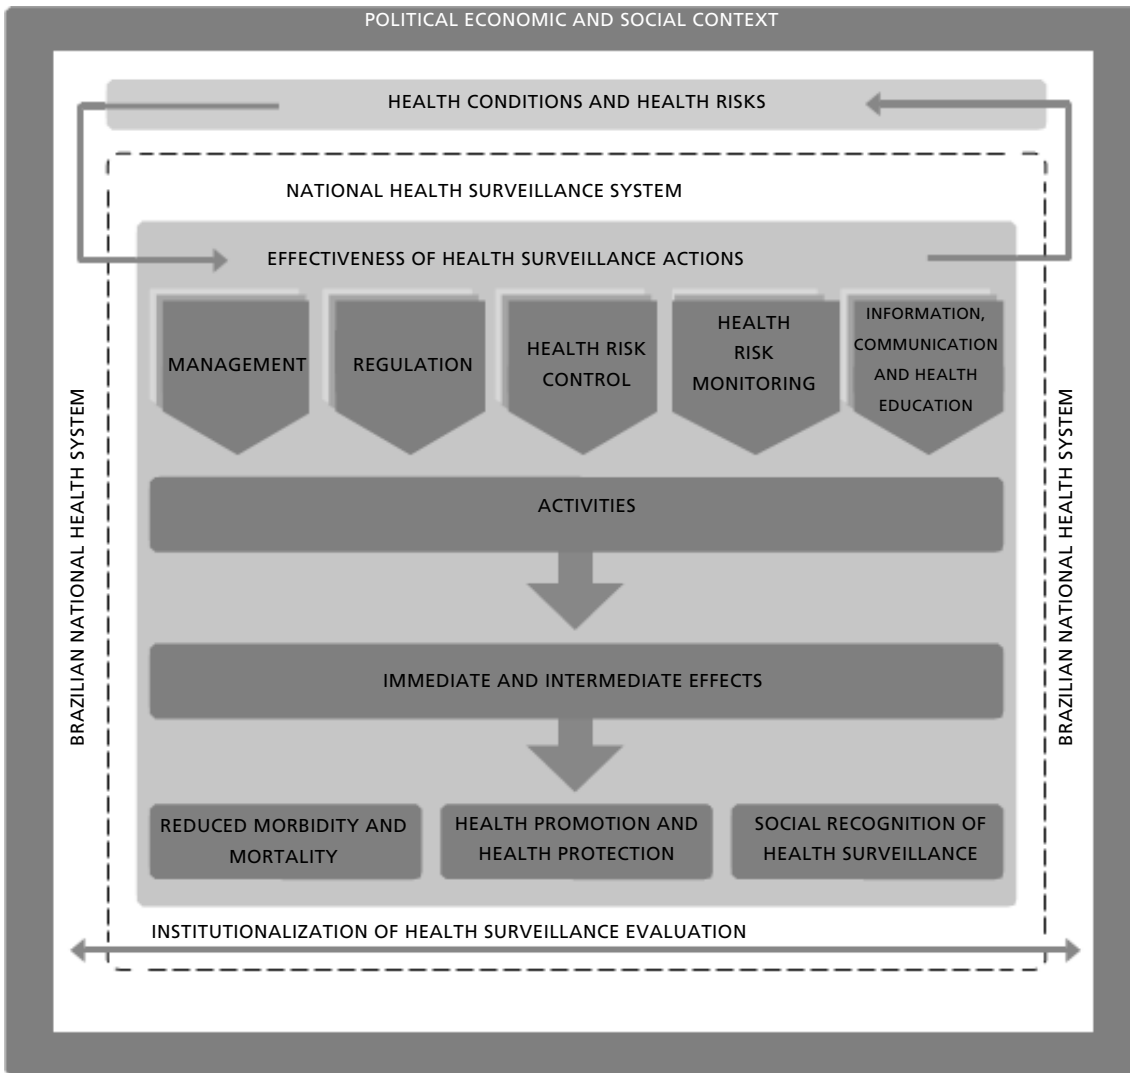 POLITICAL ECONOMIC AND SOCIAL CONTEXT
HEALTH CONDITIONS AND HEALTH RISKS
NATIONAL HEALTH SURVEILLANCE SYSTEM
EFFECTIVENESS OF HEALTH SURVEILLANCE ACTIONS
MANAGEMENT
REGULATION
HEALTH RISK
CONTROL
HEALTH
RISK
MONITORING
INFORMATION,
COMMUNICATION
AND HEALTH
EDUCATION
BRAZILIAN NATIONAL HEALTH SYSTEM
BRAZILIAN NATIONAL HEALTH SYSTEM
ACTIVITIES
IMMEDIATE AND INTERMEDIATE EFFECTS
REDUCED MORBIDITY AND
MORTALITY
HEALTH PROMOTION AND
HEALTH PROTECTION
SOCIAL RECOGNITION OF
HEALTH SURVEILLANCE
INSTITUTIONALIZATION OF HEALTH SURVEILLANCE EVALUATION